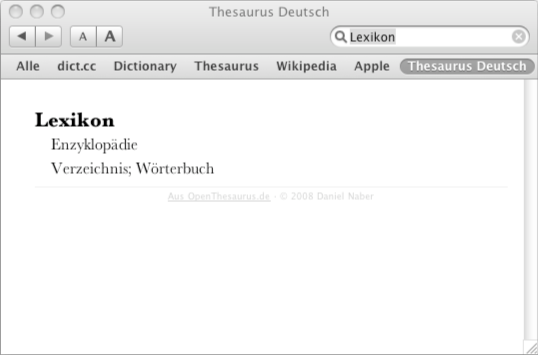 Thesaurus Deutsch
A A Lexikon
Alle dict.cc Dictionary Thesaurus Wikipedia Apple Thesaurus Deutsch
Lexikon
Enzyklopädie
Verzeichnis; Wörterbuch
Aus OpenThesaurus.de · © 2008 Daniel Naber